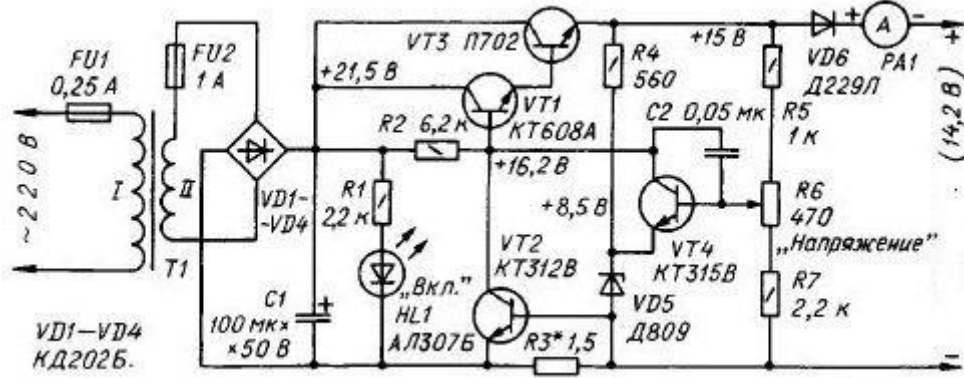 FU1
0,25 А
FU2
1 А
~220 В
I
II
T1
VD1–
–VD4
VD1–VD4
КД202Б.
+21,5 В
VT3 П702
VT1
КТ608А
R2 6,2 к
+16,2 В
R1
2,2 к
„Вкл."
HL1
АЛ307Б
C1
100 мк×
×50 В
+
VT2
КТ312В
R3* 1,5
R4
560
+8,5 В
VD5
Д809
C2 0,05 мк
VT4
КТ315В
+15 В
VD6
Д229Л
+
А
–
PA1
R5
1 к
R6
470
„Напряжение"
R7
2,2 к
+
(14,2 В)
–